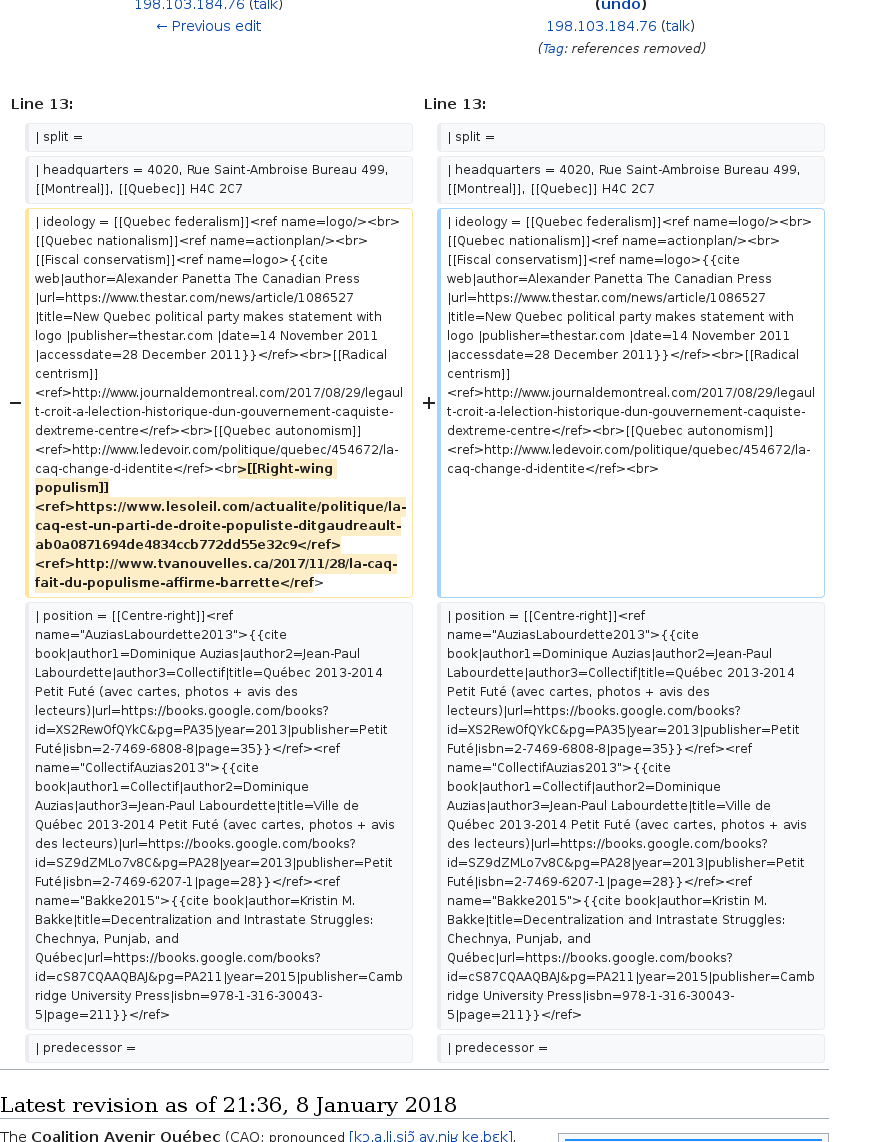 198.103.184.76 (talk)
← Previous edit
(undo)
198.103.184.76 (talk)
(Tag: references removed)
Line 13:
Line 13:
| split =
| split =
| headquarters = 4020, Rue Saint-Ambroise Bureau 499,
[[Montreal]], [[Quebec]] H4C 2C7
| headquarters = 4020, Rue Saint-Ambroise Bureau 499,
[[Montreal]], [[Quebec]] H4C 2C7
−
| ideology = [[Quebec federalism]]<ref name=logo/><br>
[[Quebec nationalism]]<ref name=actionplan/><br>
[[Fiscal conservatism]]<ref name=logo>{{cite
web|author=Alexander Panetta The Canadian Press
|url=https://www.thestar.com/news/article/1086527
|title=New Quebec political party makes statement with
logo |publisher=thestar.com |date=14 November 2011
|accessdate=28 December 2011}}</ref><br>[[Radical
centrism]]
<ref>http://www.journaldemontreal.com/2017/08/29/legaul
t-croit-a-lelection-historique-dun-gouvernement-caquiste-
dextreme-centre</ref><br>[[Quebec autonomism]]
<ref>http://www.ledevoir.com/politique/quebec/454672/la-
caq-change-d-identite</ref><br>[[Right-wing
populism]]
<ref>https://www.lesoleil.com/actualite/politique/la-
caq-est-un-parti-de-droite-populiste-ditgaudreault-
ab0a0871694de4834ccb772dd55e32c9</ref>
<ref>http://www.tvanouvelles.ca/2017/11/28/la-caq-
fait-du-populisme-affirme-barrette</ref>
+
| ideology = [[Quebec federalism]]<ref name=logo/><br>
[[Quebec nationalism]]<ref name=actionplan/><br>
[[Fiscal conservatism]]<ref name=logo>{{cite
web|author=Alexander Panetta The Canadian Press
|url=https://www.thestar.com/news/article/1086527
|title=New Quebec political party makes statement with
logo |publisher=thestar.com |date=14 November 2011
|accessdate=28 December 2011}}</ref><br>[[Radical
centrism]]
<ref>http://www.journaldemontreal.com/2017/08/29/legaul
t-croit-a-lelection-historique-dun-gouvernement-caquiste-
dextreme-centre</ref><br>[[Quebec autonomism]]
<ref>http://www.ledevoir.com/politique/quebec/454672/la-
caq-change-d-identite</ref><br>
| position = [[Centre-right]]<ref
name="AuziasLabourdette2013">{{cite
book|author1=Dominique Auzias|author2=Jean-Paul
Labourdette|author3=Collectif|title=Québec 2013-2014
Petit Futé (avec cartes, photos + avis des
lecteurs)|url=https://books.google.com/books?
id=XS2RewOfQYkC&pg=PA35|year=2013|publisher=Petit
Futé|isbn=2-7469-6808-8|page=35}}</ref><ref
name="CollectifAuzias2013">{{cite
book|author1=Collectif|author2=Dominique
Auzias|author3=Jean-Paul Labourdette|title=Ville de
Québec 2013-2014 Petit Futé (avec cartes, photos + avis
des lecteurs)|url=https://books.google.com/books?
id=SZ9dZMLo7v8C&pg=PA28|year=2013|publisher=Petit
Futé|isbn=2-7469-6207-1|page=28}}</ref><ref
name="Bakke2015">{{cite book|author=Kristin M.
Bakke|title=Decentralization and Intrastate Struggles:
Chechnya, Punjab, and
Québec|url=https://books.google.com/books?
id=cS87CQAAQBAJ&pg=PA211|year=2015|publisher=Camb
ridge University Press|isbn=978-1-316-30043-
5|page=211}}</ref>
| position = [[Centre-right]]<ref
name="AuziasLabourdette2013">{{cite
book|author1=Dominique Auzias|author2=Jean-Paul
Labourdette|author3=Collectif|title=Québec 2013-2014
Petit Futé (avec cartes, photos + avis des
lecteurs)|url=https://books.google.com/books?
id=XS2RewOfQYkC&pg=PA35|year=2013|publisher=Petit
Futé|isbn=2-7469-6808-8|page=35}}</ref><ref
name="CollectifAuzias2013">{{cite
book|author1=Collectif|author2=Dominique
Auzias|author3=Jean-Paul Labourdette|title=Ville de
Québec 2013-2014 Petit Futé (avec cartes, photos + avis
des lecteurs)|url=https://books.google.com/books?
id=SZ9dZMLo7v8C&pg=PA28|year=2013|publisher=Petit
Futé|isbn=2-7469-6207-1|page=28}}</ref><ref
name="Bakke2015">{{cite book|author=Kristin M.
Bakke|title=Decentralization and Intrastate Struggles:
Chechnya, Punjab, and
Québec|url=https://books.google.com/books?
id=cS87CQAAQBAJ&pg=PA211|year=2015|publisher=Camb
ridge University Press|isbn=978-1-316-30043-
5|page=211}}</ref>
| predecessor =
| predecessor =
Latest revision as of 21:36, 8 January 2018
The Coalition Avenir Québec (CAQ; pronounced [kɔ.a.li.sjɔ̃ av.niʁ ke.bɛk],